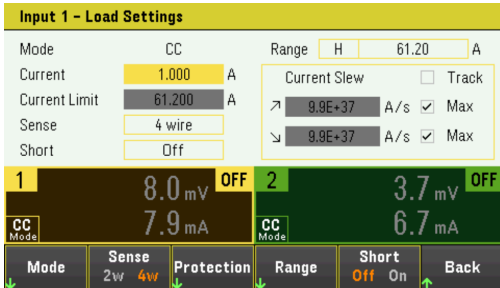 Input 1 – Load Settings
Mode CC Range H 61.20 A
Current 1.000 A Current Slew Track
Current Limit 61.200 A 9.9E+37 A/s Max
Sense 4 wire 9.9E+37 A/s Max
Short Off
1 8.0 mV OFF 2 3.7 mV OFF
CC Mode 7.9 mA CC Mode 6.7 mA
Mode Sense 2w 4w Protection Range Short Off On Back